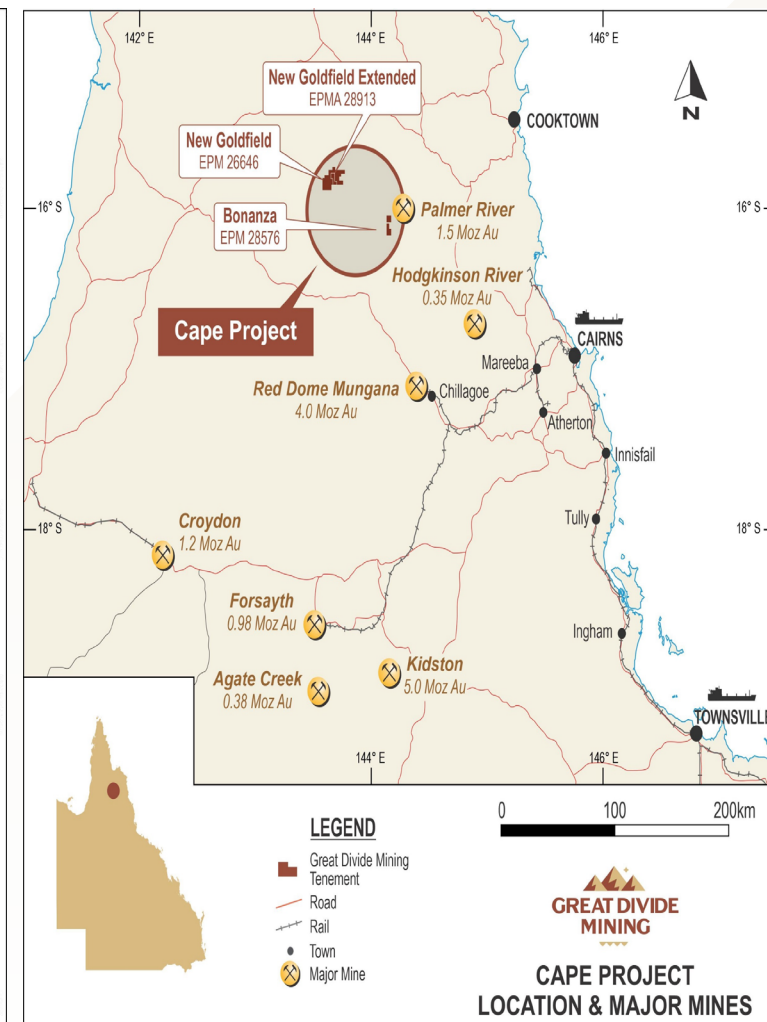 142° E
144° E
146° E
New Goldfield Extended
EPMA 28913
N
COOKTOWN
New Goldfield
EPM 26646
16° S
16° S
Bonanza
EPM 28576
Palmer River
1.5 Moz Au
Hodgkinson River
0.35 Moz Au
Cape Project
CAIRNS
Mareeba
Red Dome Mungana
4.0 Moz Au
Chillagoe
Atherton
Innisfail
18° S
18° S
Croydon
1.2 Moz Au
Tully
Forsayth
0.98 Moz Au
Ingham
Agate Creek
0.38 Moz Au
Kidston
5.0 Moz Au
TOWNSVILLE
144° E
146° E
0 100 200km
LEGEND
Great Divide Mining
Tenement
Road
Rail
Town
Major Mine
GREAT DIVIDE
MINING
CAPE PROJECT
LOCATION & MAJOR MINES